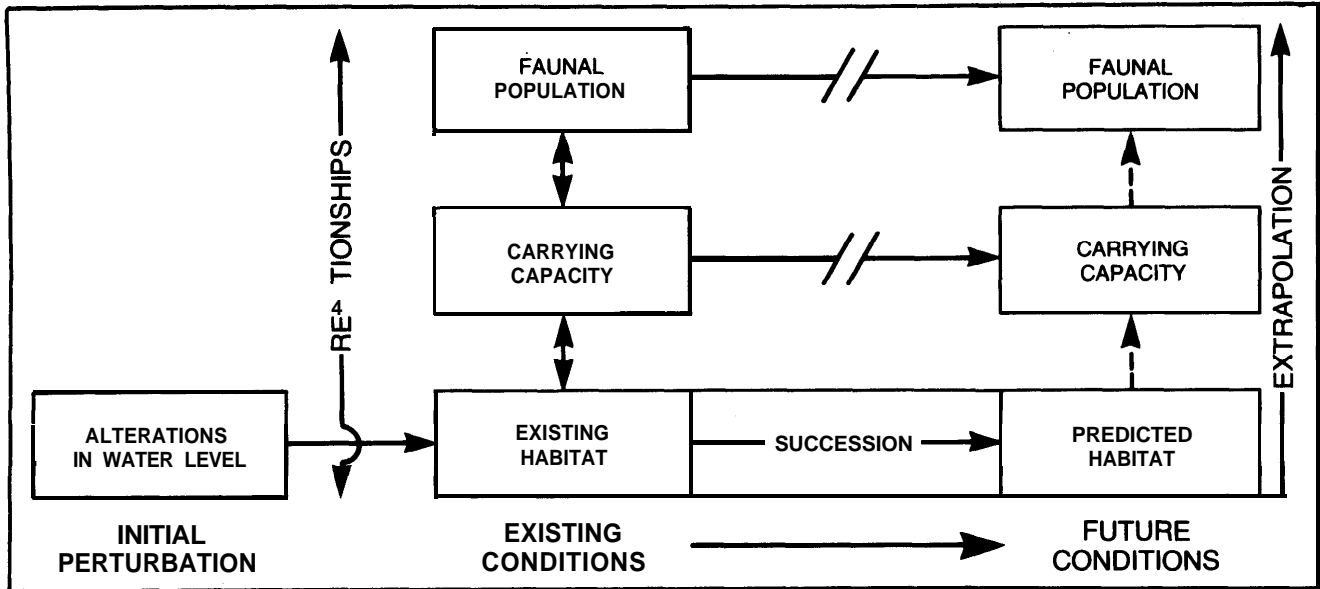 FAUNAL
POPULATION
FAUNAL
POPULATION
RE⁴ TIONSHIPS
EXTRAPOLATION
CARRYING
CAPACITY
CARRYING
CAPACITY
ALTERATIONS
IN WATER LEVEL
EXISTING
HABITAT
SUCCESSION
PREDICTED
HABITAT
INITIAL
PERTURBATION
EXISTING
CONDITIONS
FUTURE
CONDITIONS